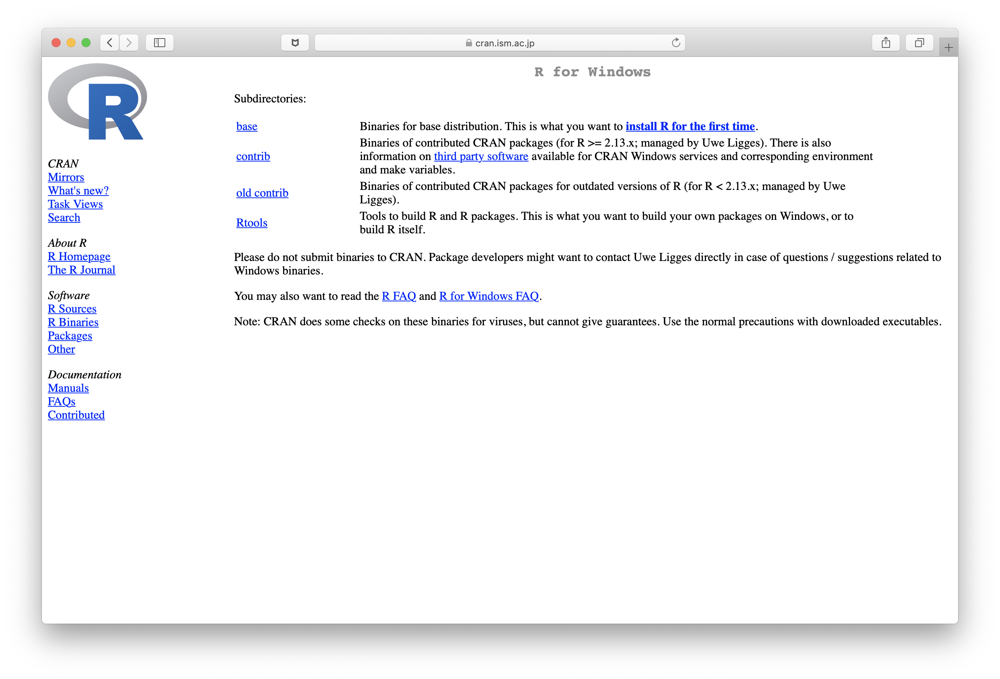 cran.ism.ac.jp
R
CRAN
Mirrors
What's new?
Task Views
Search
About R
R Homepage
The R Journal
Software
R Sources
R Binaries
Packages
Other
Documentation
Manuals
FAQs
Contributed
R for Windows
Subdirectories:
base
Binaries for base distribution. This is what you want to install R for the first time.
contrib
Binaries of contributed CRAN packages (for R >= 2.13.x; managed by Uwe Ligges). There is also
information on third party software available for CRAN Windows services and corresponding environment
and make variables.
old contrib
Binaries of contributed CRAN packages for outdated versions of R (for R < 2.13.x; managed by Uwe
Ligges).
Rtools
Tools to build R and R packages. This is what you want to build your own packages on Windows, or to
build R itself.
Please do not submit binaries to CRAN. Package developers might want to contact Uwe Ligges directly in case of questions / suggestions related to
Windows binaries.
You may also want to read the R FAQ and R for Windows FAQ.
Note: CRAN does some checks on these binaries for viruses, but cannot give guarantees. Use the normal precautions with downloaded executables.